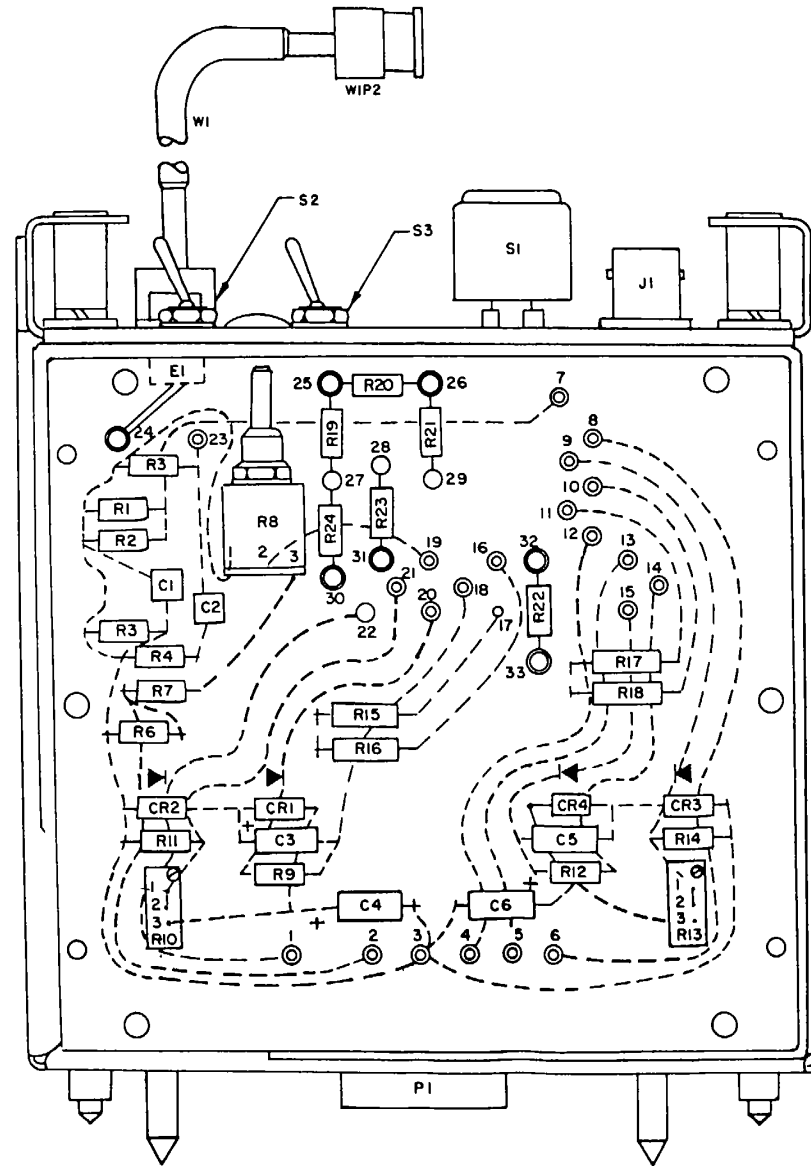 W1P2
W1
S2
S3
S1
J1
E1
25
R20
26
7
24
23
R3
R19
R21
8
28
9
27
29
R1
R8
R23
10
R2
R24
11
2
3
19
16
32
12
13
31
C1
30
21
18
14
C2
20
R22
15
22
17
R3
R4
33
R17
R7
R18
R15
R6
R16
CR2
CR1
CR4
CR3
+
R11
C3
C5
R14
R9
R12
1
+
1
2
C4
+
C6
2
3
+
3
R10
R13
2
3
4
5
6
P1